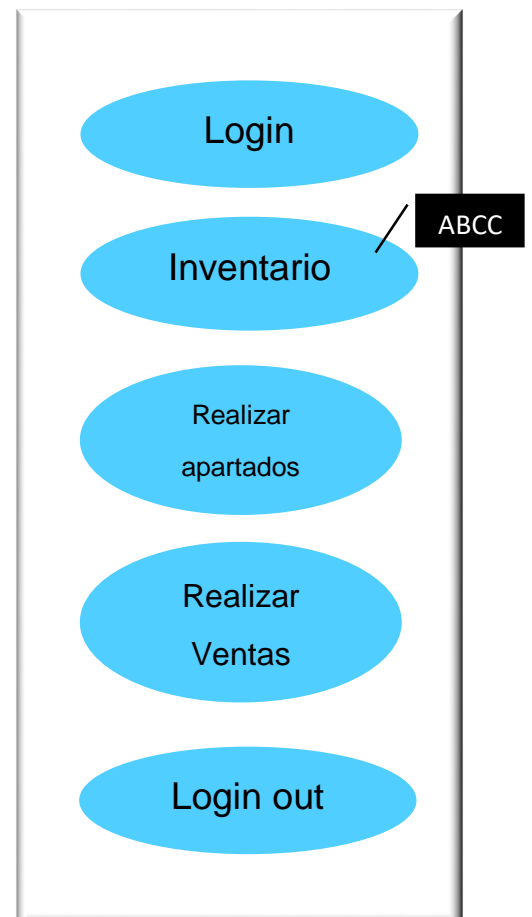 Login
ABCC
Inventario
Realizar
apartados
Realizar
Ventas
Login out